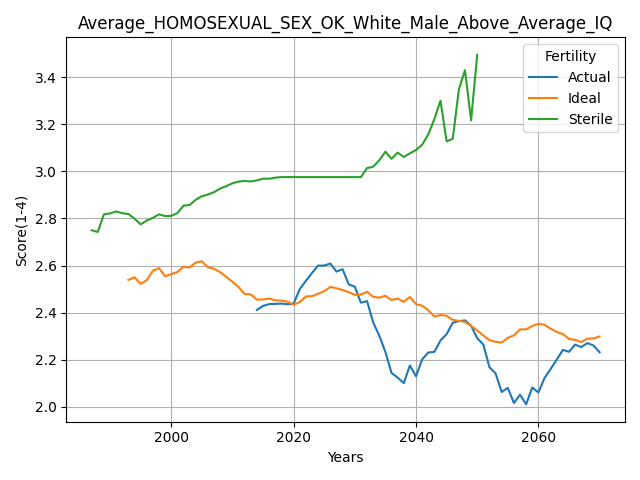 Average_HOMOSEXUAL_SEX_OK_White_Male_Above_Average_IQ
Fertility
Actual
Ideal
Sterile
Score(1-4)
3.4
3.2
3.0
2.8
2.6
2.4
2.2
2.0
2000
2020
2040
2060
Years